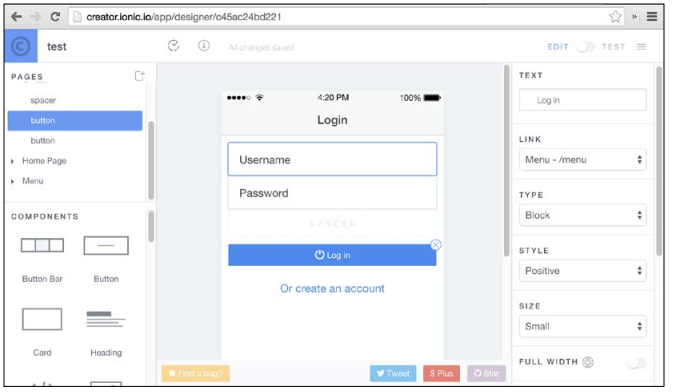 creator.ionic.io/app/designer/c45ac24bd221
test
All changes saved
EDIT
TEST
PAGES
spacer
button
button
Home Page
Menu
COMPONENTS
Button Bar
Button
Card
Heading
4:20 PM
100%
Login
Username
Password
SPACER
Log in
Or create an account
Find a bug?
Tweet
Plus
Star
TEXT
Log in
LINK
Menu - /menu
TYPE
Block
STYLE
Positive
SIZE
Small
FULL WIDTH